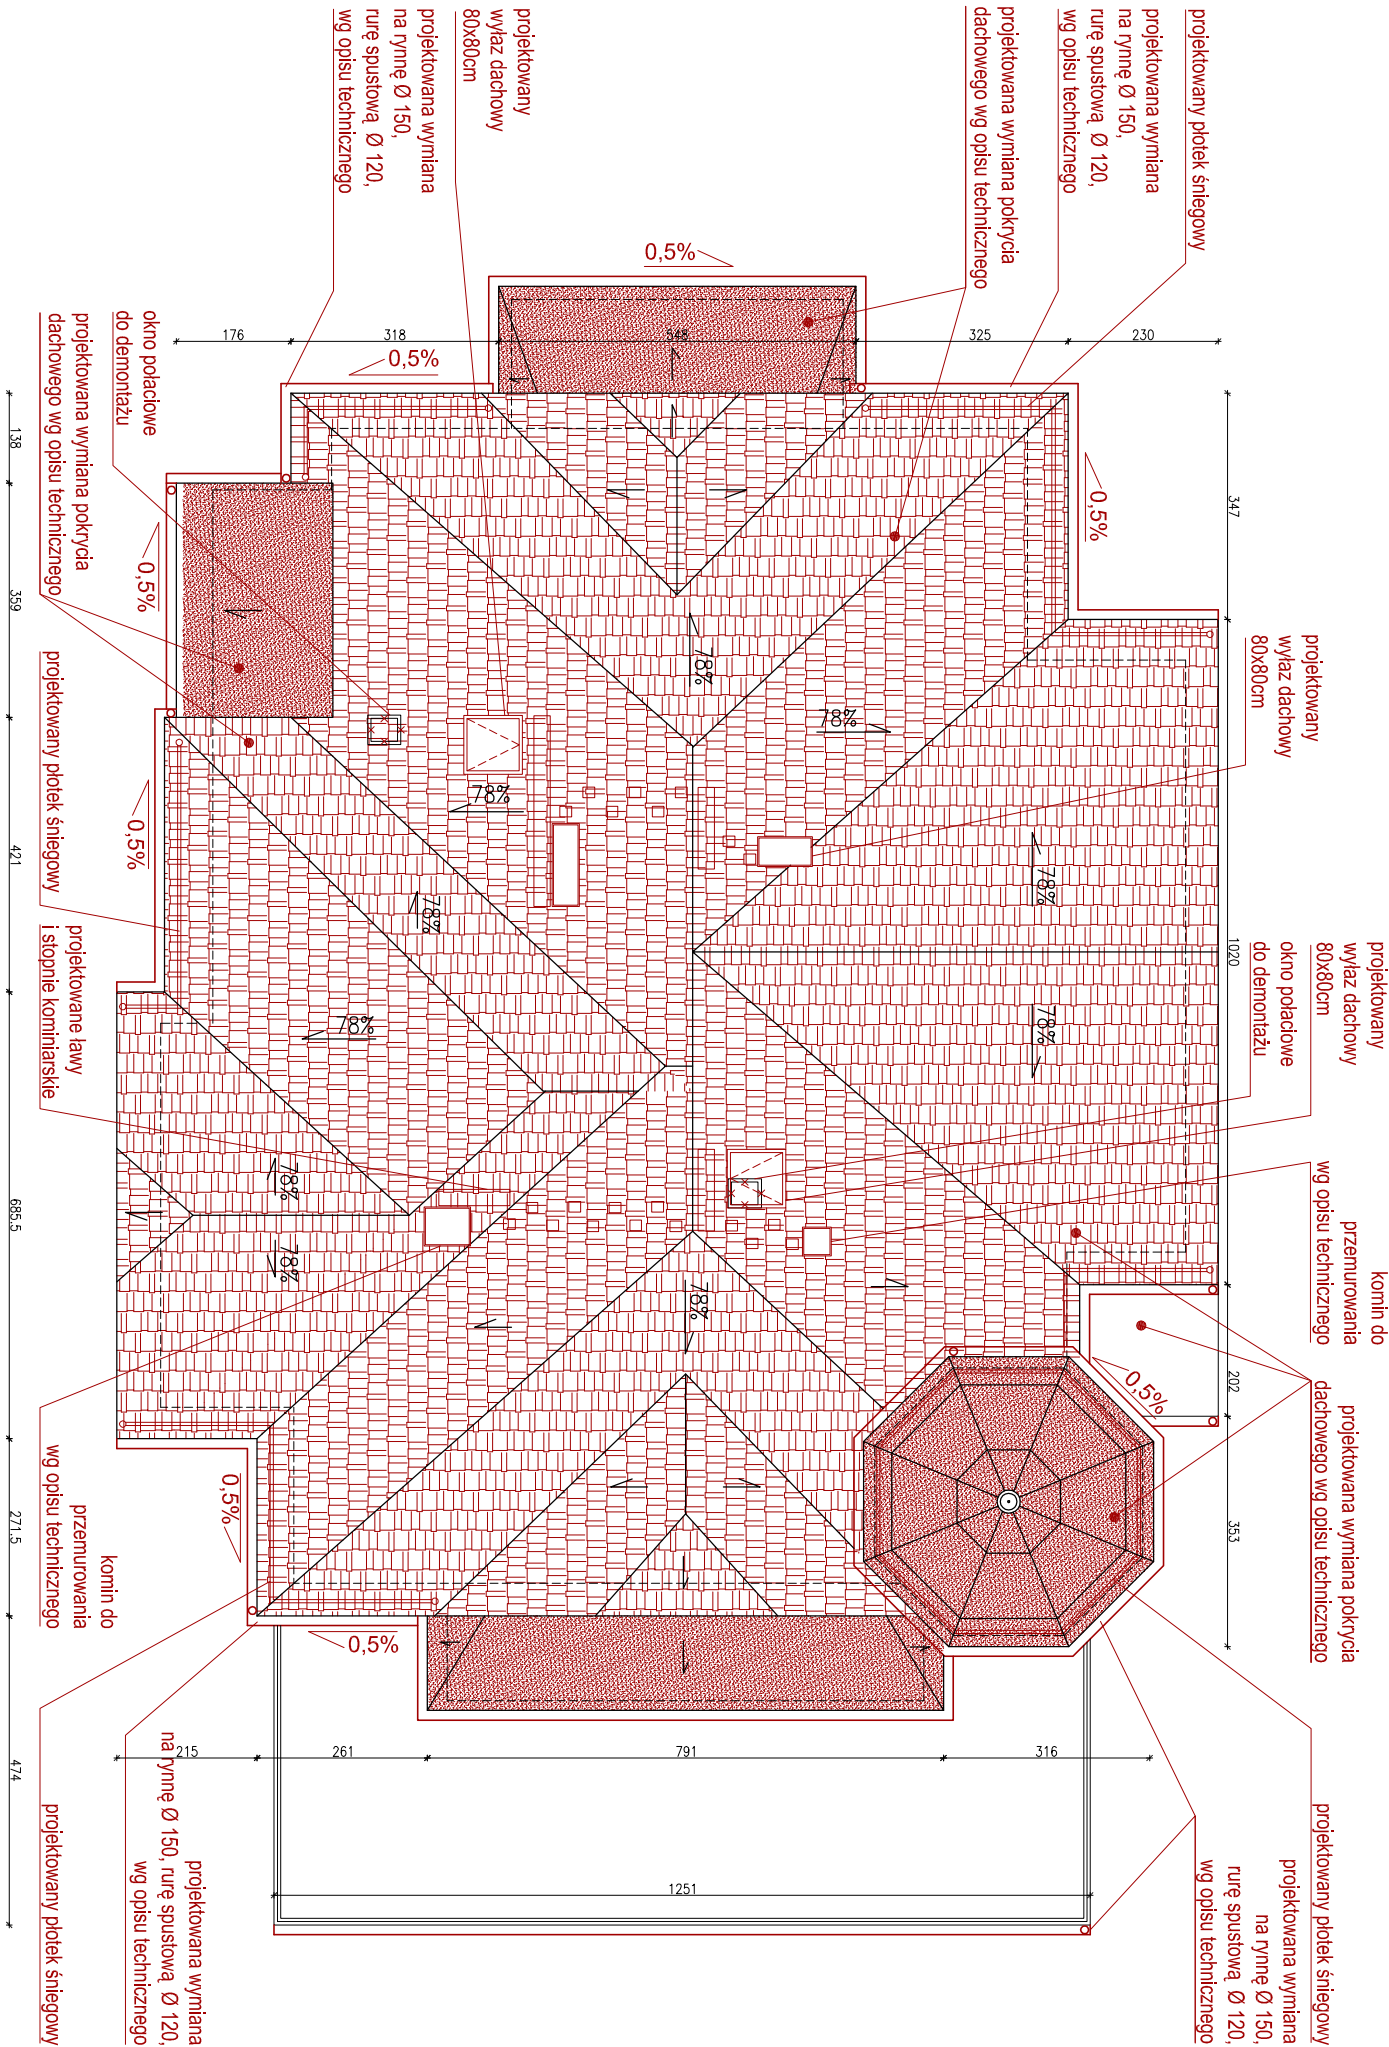 projektowany płotek śniegowy
projektowana wymiana
na rynnę Ø 150,
rurę spustową Ø 120,
wg opisu technicznego
projektowana wymiana pokrycia
dachowego wg opisu technicznego
projektowany
wyłaz dachowy
80x80cm
projektowana wymiana
na rynnę Ø 150,
rurę spustową Ø 120,
wg opisu technicznego
okno połaciowe
do demontażu
projektowana wymiana pokrycia
dachowego wg opisu technicznego
projektowany płotek śniegowy
projektowane ławy
i stopnie kominiarskie
komin do
przemurowania
wg opisu technicznego
projektowany płotek śniegowy
projektowana wymiana
na rynnę Ø 150, rurę spustową Ø 120,
wg opisu technicznego
projektowany
wyłaz dachowy
80x80cm
projektowany
wyłaz dachowy
80x80cm
okno połaciowe
do demontażu
komin do
przemurowania
wg opisu technicznego
projektowana wymiana pokrycia
dachowego wg opisu technicznego
projektowany płotek śniegowy
projektowana wymiana
na rynnę Ø 150,
rurę spustową Ø 120,
wg opisu technicznego
0,5%
0,5%
0,5%
0,5%
0,5%
0,5%
0,5%
0,5%
78%
78%
78%
78%
78%
78%
78%
78%
78%
78%
176
318
548
325
230
347
1020
202
353
138
359
421
685.5
271.5
474
215
261
791
316
1251